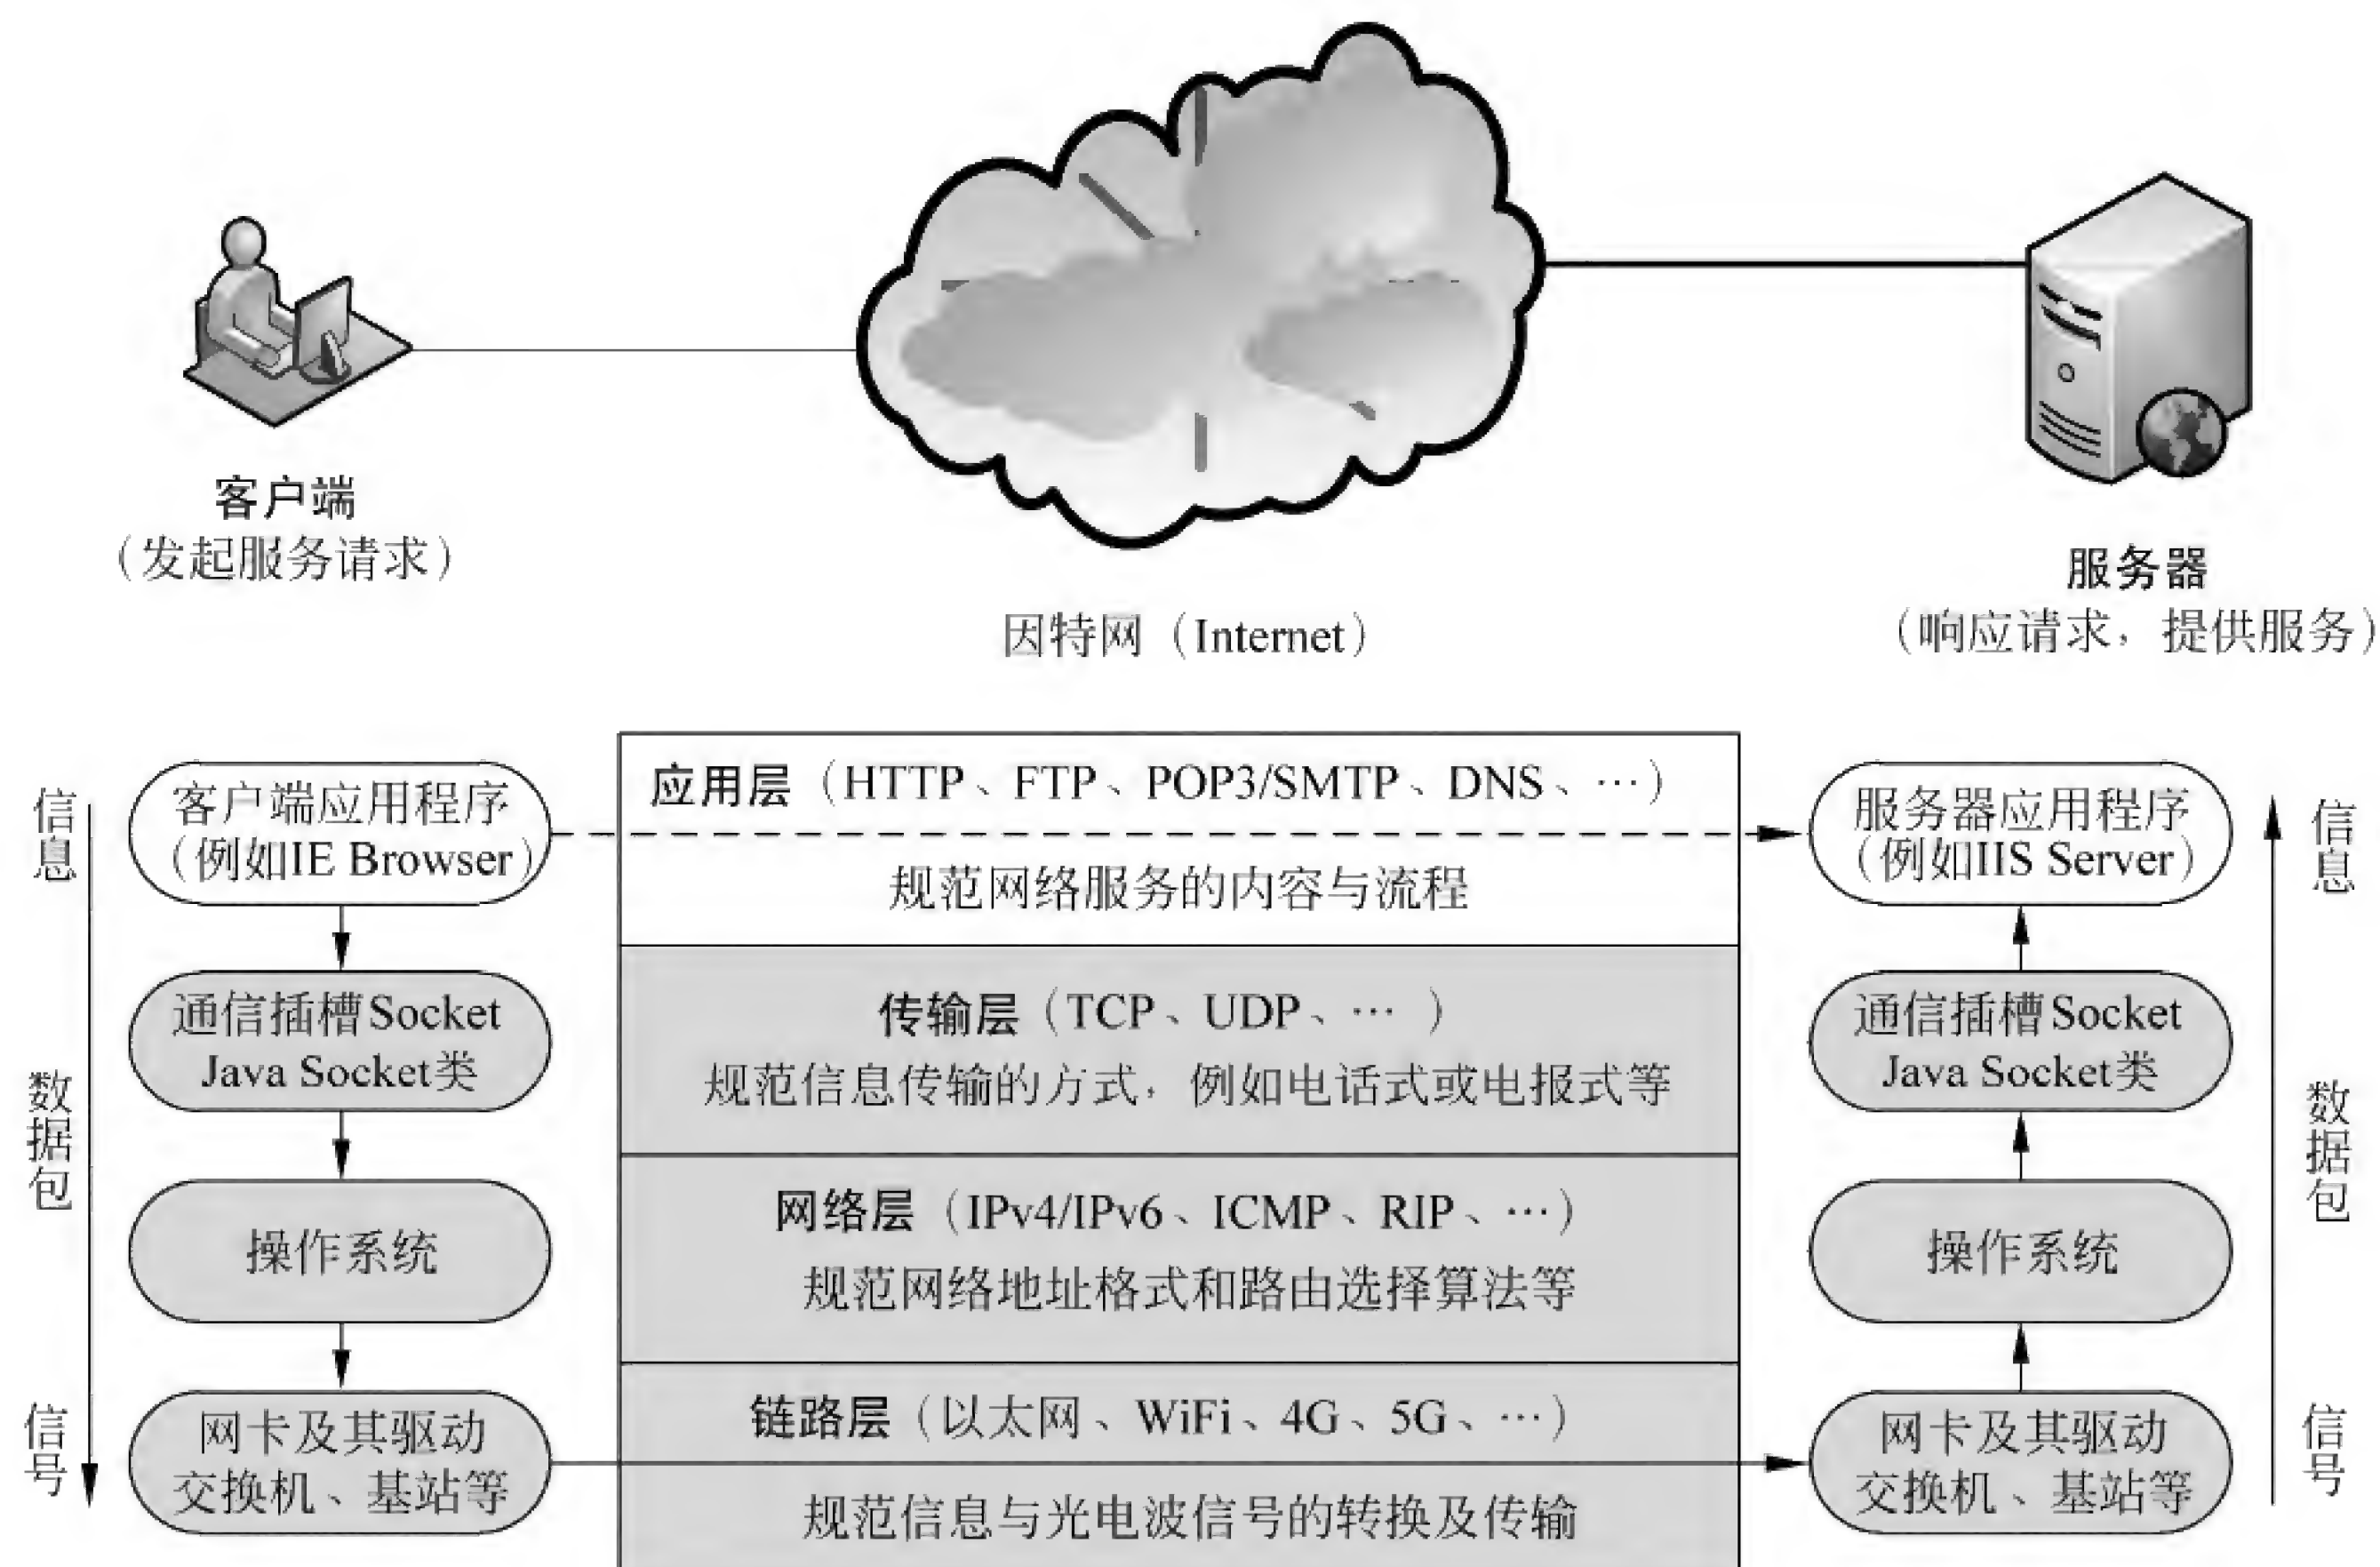 客户端
（发起服务请求）
因特网（Internet）
服务器
（响应请求，提供服务）
信息
数据包
信号
客户端应用程序
（例如IE Browser）
通信插槽Socket
Java Socket类
操作系统
网卡及其驱动
交换机、基站等
应用层（HTTP、FTP、POP3/SMTP、DNS、…）
规范网络服务的内容与流程
传输层（TCP、UDP、… ）
规范信息传输的方式，例如电话式或电报式等
网络层（IPv4/IPv6、ICMP、RIP、…）
规范网络地址格式和路由选择算法等
链路层（以太网、WiFi、4G、5G、…）
规范信息与光电波信号的转换及传输
服务器应用程序
（例如IIS Server）
通信插槽Socket
Java Socket类
操作系统
网卡及其驱动
交换机、基站等
信息
数据包
信号